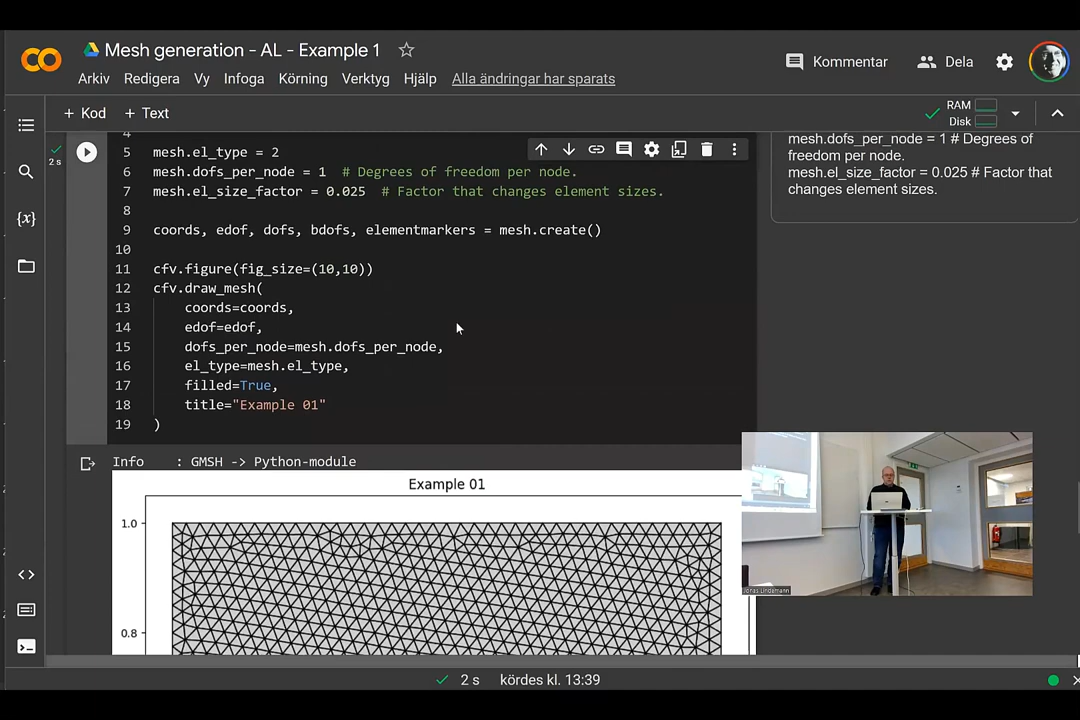 Mesh generation - AL - Example 1
Arkiv Redigera Vy Infoga Körning Verktyg Hjälp Alla ändringar har sparats
Kommentar Dela
+ Kod + Text
RAM
Disk
2 s
4
5 mesh.el_type = 2
6 mesh.dofs_per_node = 1 # Degrees of freedom per node.
7 mesh.el_size_factor = 0.025 # Factor that changes element sizes.
8
9 coords, edof, dofs, bdofs, elementmarkers = mesh.create()
10
11 cfv.figure(fig_size=(10,10))
12 cfv.draw_mesh(
13 coords=coords,
14 edof=edof,
15 dofs_per_node=mesh.dofs_per_node,
16 el_type=mesh.el_type,
17 filled=True,
18 title="Example 01"
19 )
mesh.dofs_per_node = 1 # Degrees of
freedom per node.
mesh.el_size_factor = 0.025 # Factor that
changes element sizes.
{x}
Info : GMSH -> Python-module
Example 01
1.0
0.8
Jonas Lindemann
2 s kördes kl. 13:39